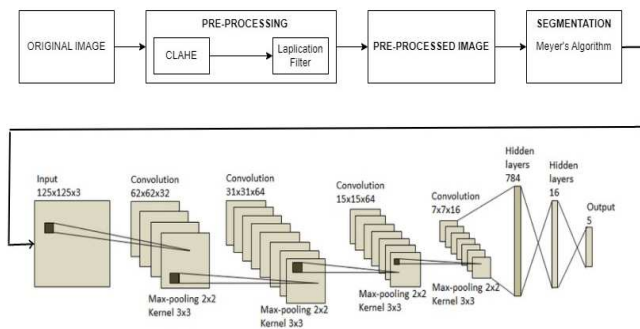 ORIGINAL IMAGE
PRE-PROCESSING
CLAHE
Laplication
Filter
PRE-PROCESSED IMAGE
SEGMENTATION
Meyer's Algorithm
Input
125x125x3
Convolution
62x62x32
Convolution
31x31x64
Convolution
15x15x64
Convolution
7x7x16
Hidden
layers
784
Hidden
layers
16
Output
5
Max-pooling 2x2
Kernel 3x3
Max-pooling 2x2
Kernel 3x3
Max-pooling 2x2
Kernel 3x3
Max-pooling 2x2
Kernel 3x3